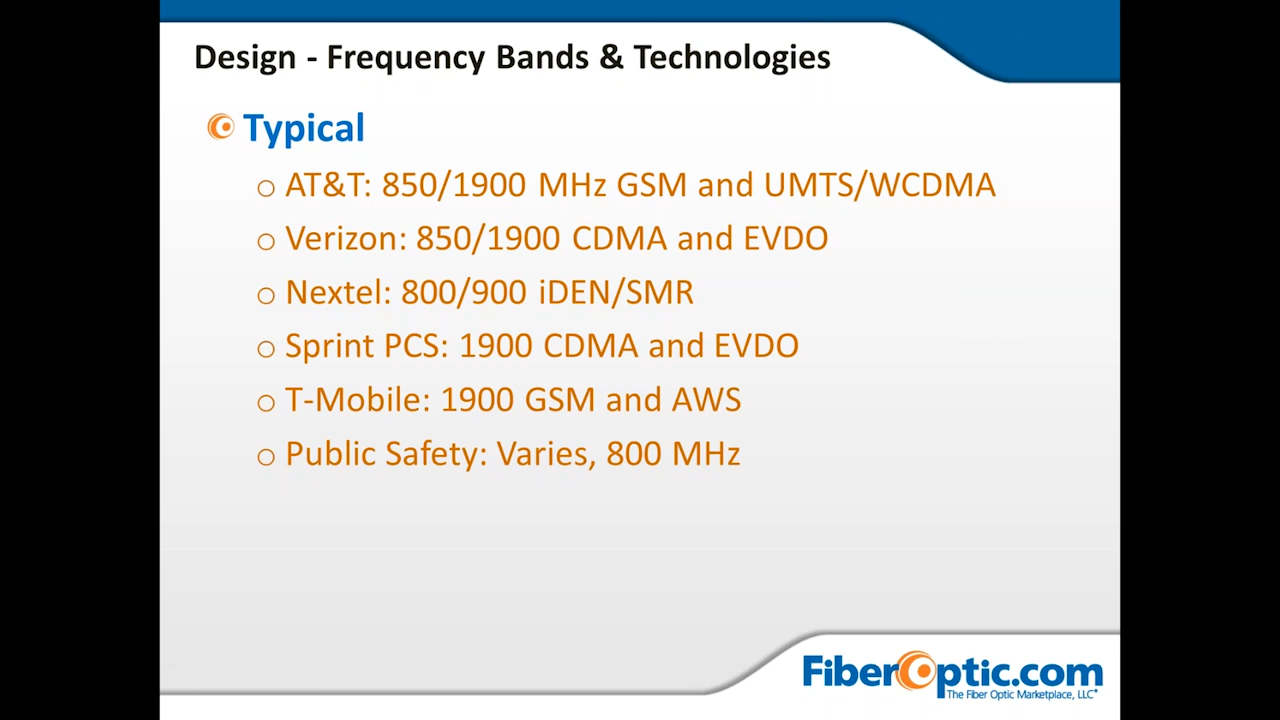 Design - Frequency Bands & Technologies
Typical
AT&T: 850/1900 MHz GSM and UMTS/WCDMA
Verizon: 850/1900 CDMA and EVDO
Nextel: 800/900 iDEN/SMR
Sprint PCS: 1900 CDMA and EVDO
T-Mobile: 1900 GSM and AWS
Public Safety: Varies, 800 MHz
FiberOptic.com
The Fiber Optic Marketplace, LLC